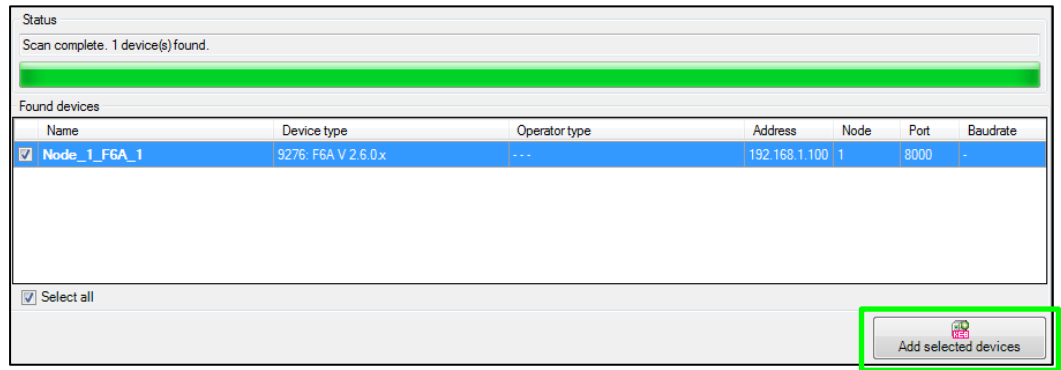 Status
Scan complete. 1 device(s) found.
Found devices
Name Device type Operator type Address Node Port Baudrate
Node_1_F6A_1 9276: F6A V 2.6.0.x - - - 192.168.1.100 1 8000 -
Select all
KEB
Add selected devices